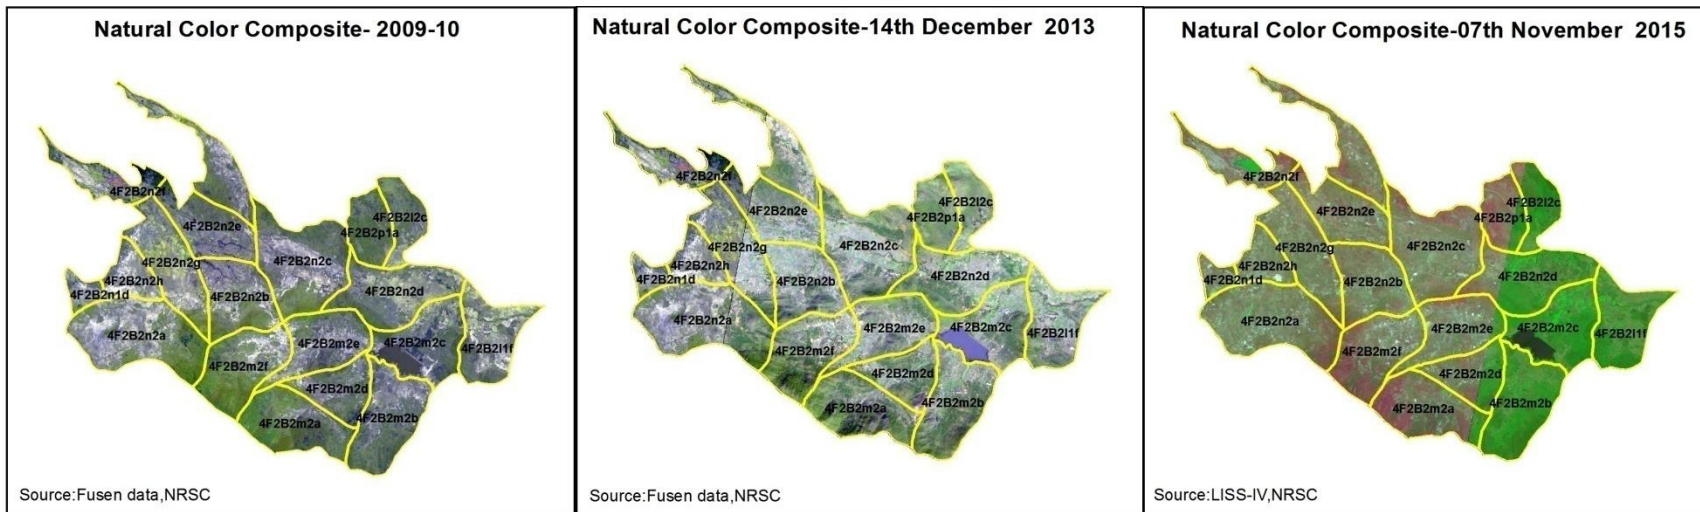 Natural Color Composite- 2009-10
4F2B2n2f
4F2B2l2c
4F2B2n2e
4F2B2p1a
4F2B2n2g
4F2B2n2c
4F2B2n2h
4F2B2n1d
4F2B2n2b
4F2B2n2d
4F2B2n2a
4F2B2m2e
4F2B2m2c
4F2B2l1f
4F2B2m2f
4F2B2m2d
4F2B2m2a
4F2B2m2b
Source:Fusen data,NRSC
Natural Color Composite-14th December 2013
4F2B2n2f
4F2B2l2c
4F2B2n2e
4F2B2p1a
4F2B2n2g
4F2B2n2c
4F2B2n2h
4F2B2n1d
4F2B2n2b
4F2B2n2d
4F2B2n2a
4F2B2m2e
4F2B2m2c
4F2B2l1f
4F2B2m2f
4F2B2m2d
4F2B2m2a
4F2B2m2b
Source:Fusen data,NRSC
Natural Color Composite-07th November 2015
4F2B2n2f
4F2B2l2c
4F2B2n2e
4F2B2p1a
4F2B2n2g
4F2B2n2c
4F2B2n2h
4F2B2n1d
4F2B2n2b
4F2B2n2d
4F2B2n2a
4F2B2m2e
4F2B2m2c
4F2B2l1f
4F2B2m2f
4F2B2m2d
4F2B2m2a
4F2B2m2b
Source:LISS-IV,NRSC